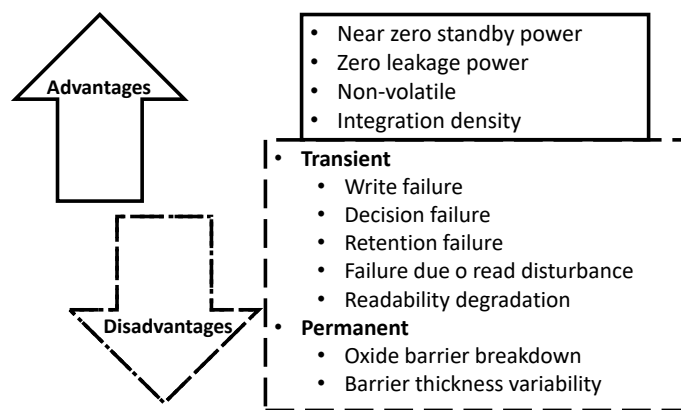 Advantages
• Near zero standby power
• Zero leakage power
• Non-volatile
• Integration density
Disadvantages
• Transient
• Write failure
• Decision failure
• Retention failure
• Failure due o read disturbance
• Readability degradation
• Permanent
• Oxide barrier breakdown
• Barrier thickness variability